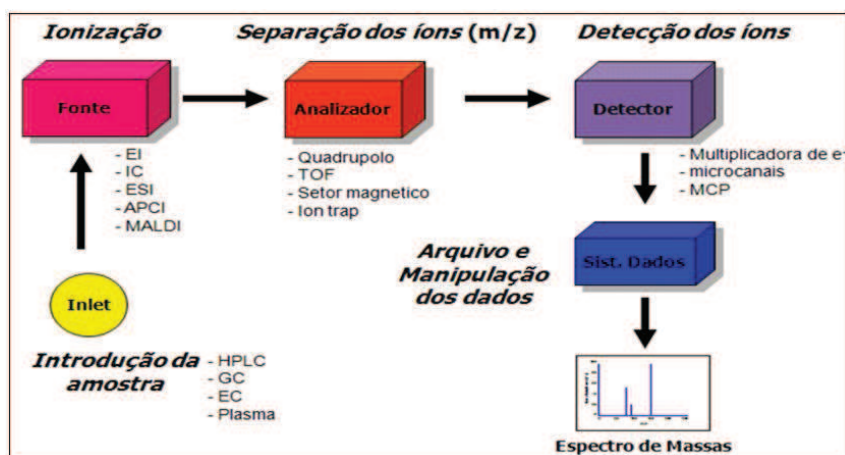 Ionização
Separação dos íons (m/z)
Detecção dos íons
Fonte
Analizador
Detector
- EI
- IC
- ESI
- APCI
- MALDI
- Quadrupolo
- TOF
- Setor magnetico
- Ion trap
- Multiplicadora de e
- microcanais
- MCP
Arquivo e
Manipulação
dos dados
Sist. Dados
Inlet
Introdução da
amostra
- HPLC
- GC
- EC
- Plasma
Espectro de Massas